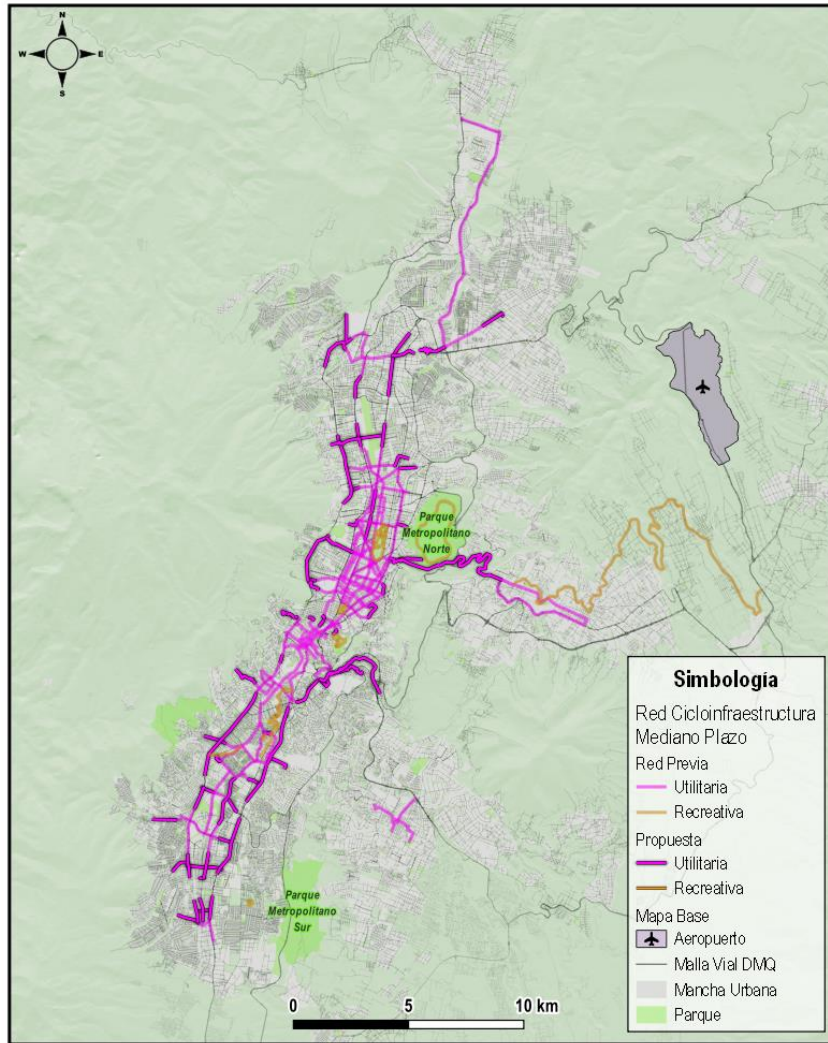 N
W E
S
Parque
Metropolitano
Norte
Parque
Metropolitano
Sur
0 5 10 km
Simbología
Red Cicloinfraestructura
Mediano Plazo
Red Previa
Utilitaria
Recreativa
Propuesta
Utilitaria
Recreativa
Mapa Base
Aeropuerto
Malla Vial DMQ
Mancha Urbana
Parque